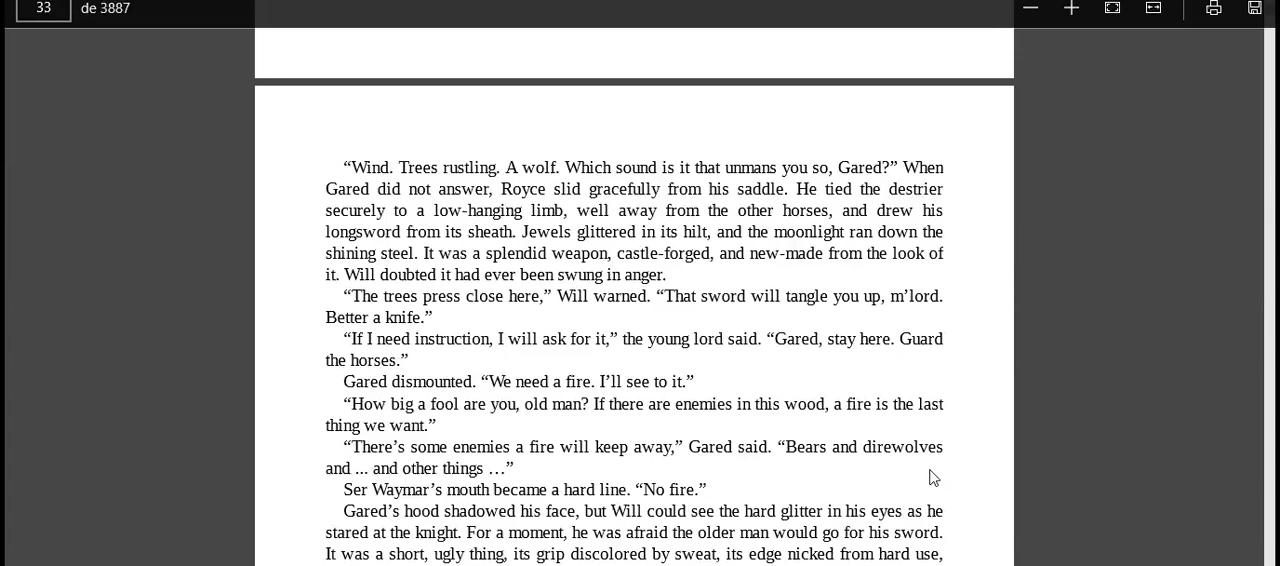 33 de 3887
“Wind. Trees rustling. A wolf. Which sound is it that unmans you so, Gared?” When
Gared did not answer, Royce slid gracefully from his saddle. He tied the destrier
securely to a low-hanging limb, well away from the other horses, and drew his
longsword from its sheath. Jewels glittered in its hilt, and the moonlight ran down the
shining steel. It was a splendid weapon, castle-forged, and new-made from the look of
it. Will doubted it had ever been swung in anger.
“The trees press close here,” Will warned. “That sword will tangle you up, m’lord.
Better a knife.”
“If I need instruction, I will ask for it,” the young lord said. “Gared, stay here. Guard
the horses.”
Gared dismounted. “We need a fire. I’ll see to it.”
“How big a fool are you, old man? If there are enemies in this wood, a fire is the last
thing we want.”
“There’s some enemies a fire will keep away,” Gared said. “Bears and direwolves
and ... and other things …”
Ser Waymar’s mouth became a hard line. “No fire.”
Gared’s hood shadowed his face, but Will could see the hard glitter in his eyes as he
stared at the knight. For a moment, he was afraid the older man would go for his sword.
It was a short, ugly thing, its grip discolored by sweat, its edge nicked from hard use,